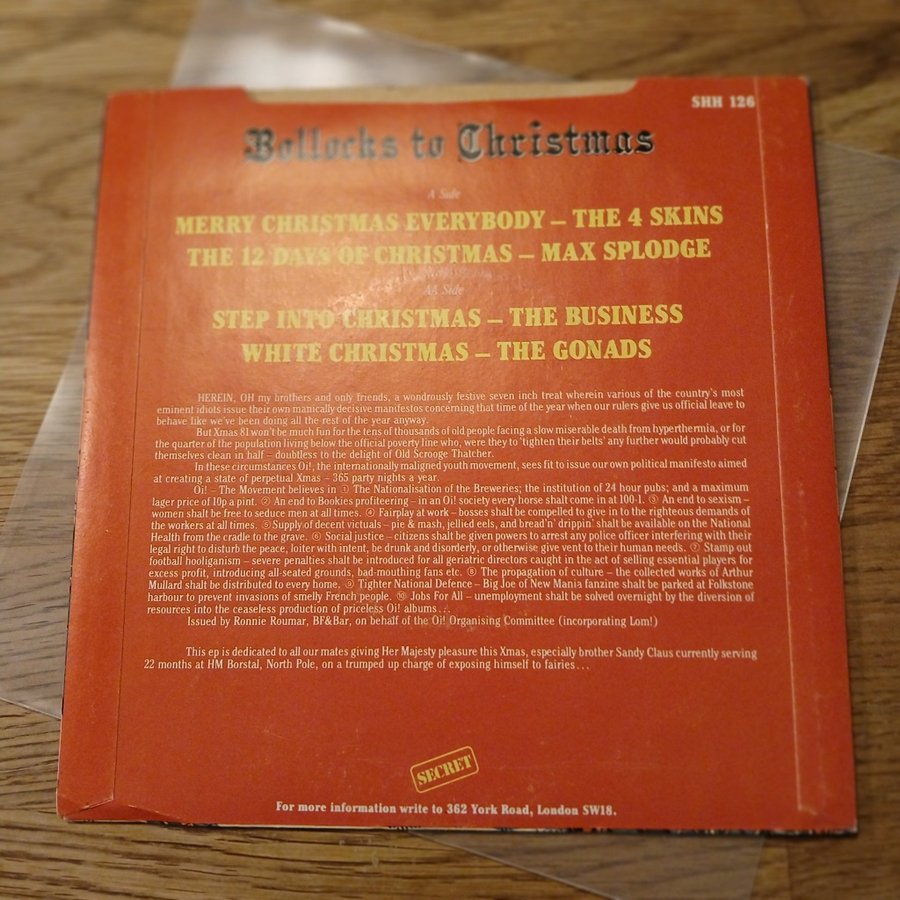 SHH 126
Bollocks to Christmas
A Side
MERRY CHRISTMAS EVERYBODY – THE 4 SKINS
THE 12 DAYS OF CHRISTMAS – MAX SPLODGE
AA Side
STEP INTO CHRISTMAS – THE BUSINESS
WHITE CHRISTMAS – THE GONADS
HEREIN, OH my brothers and only friends, a wondrously festive seven inch treat wherein various of the country's most
eminent idiots issue their own manically decisive manifestos concerning that time of the year when our rulers give us official leave to
behave like we've been doing all the rest of the year anyway.
But Xmas 81 won't be much fun for the tens of thousands of old people facing a slow miserable death from hyperthermia, or for
the quarter of the population living below the official poverty line who, were they to 'tighten their belts' any further would probably cut
themselves clean in half – doubtless to the delight of Old Scrooge Thatcher.
In these circumstances Oi!, the internationally maligned youth movement, sees fit to issue our own political manifesto aimed
at creating a state of perpetual Xmas – 365 party nights a year.
Oi! – The Movement believes in ① The Nationalisation of the Breweries; the institution of 24 hour pubs; and a maximum
lager price of 10p a pint. ② An end to Bookies profiteering – in an Oi! society every horse shall come in at 100-1. ③ An end to sexism –
women shall be free to seduce men at all times. ④ Fairplay at work – bosses shall be compelled to give in to the righteous demands of
the workers at all times. ⑤ Supply of decent victuals – pie & mash, jellied eels, and bread 'n' drippin' shall be available on the National
Health from the cradle to the grave. ⑥ Social justice – citizens shall be given powers to arrest any police officer interfering with their
legal right to disturb the peace, loiter with intent, be drunk and disorderly, or otherwise give vent to their human needs. ⑦ Stamp out
football hooliganism – severe penalties shall be introduced for all geriatric directors caught in the act of selling essential players for
excess profit, introducing all-seated grounds, bad-mouthing fans etc. ⑧ The propagation of culture – the collected works of Arthur
Mullard shall be distributed to every home. ⑨ Tighter National Defence – Big Joe of New Mania fanzine shall be parked at Folkstone
harbour to prevent invasions of smelly French people. ⑩ Jobs For All – unemployment shall be solved overnight by the diversion of
resources into the ceaseless production of priceless Oi! albums...
Issued by Ronnie Roumar, BF&Bar, on behalf of the Oi! Organising Committee (incorporating Lom!)
This ep is dedicated to all our mates giving Her Majesty pleasure this Xmas, especially brother Sandy Claus currently serving
22 months at HM Borstal, North Pole, on a trumped up charge of exposing himself to fairies...
SECRET
For more information write to 362 York Road, London SW18.